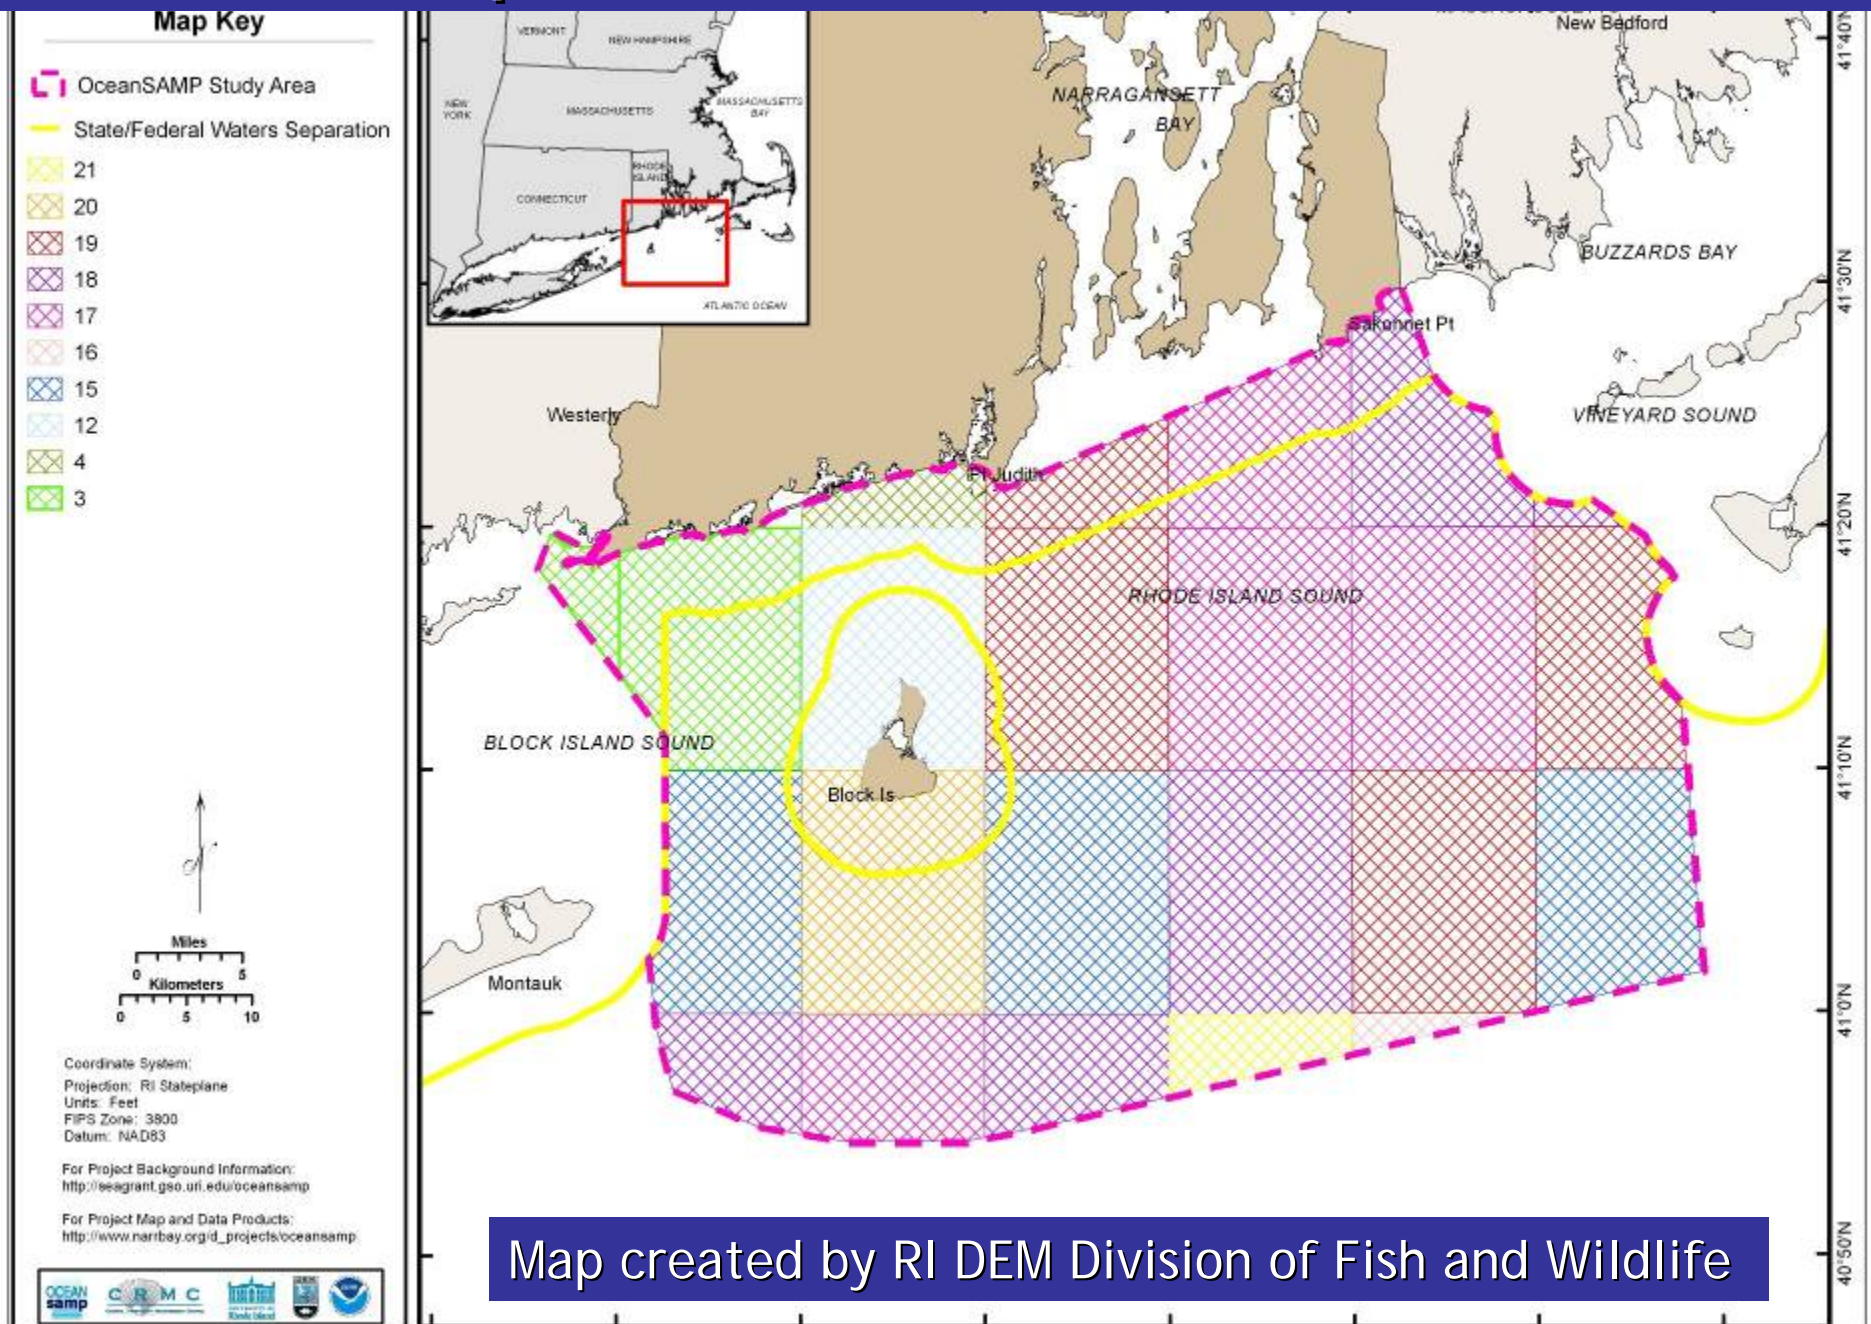 Map Key
OceanSAMP Study Area
State/Federal Waters Separation
21
20
19
18
17
16
15
12
4
3
Miles
0 5
Kilometers
0 5 10
Coordinate System:
Projection: RI Stateplane
Units: Feet
FIPS Zone: 3800
Datum: NAD83
For Project Background Information:
http://seagrant.gso.uri.edu/oceansamp
For Project Map and Data Products:
http://www.narrbay.org/d_projects/oceansamp
OCEAN
samp
CRMC
VERMONT
NEW HAMPSHIRE
NEW
YORK
MASSACHUSETTS
MASSACHUSETTS
BAY
RHODE
ISLAND
CONNECTICUT
ATLANTIC OCEAN
New Bedford
NARRAGANSETT
BAY
BUZZARDS BAY
Sakonnet Pt
Westerly
VINEYARD SOUND
Pt Judith
RHODE ISLAND SOUND
BLOCK ISLAND SOUND
Block Is
Montauk
41°40'N
41°30'N
41°20'N
41°10'N
41°0'N
40°50'N
Map created by RI DEM Division of Fish and Wildlife